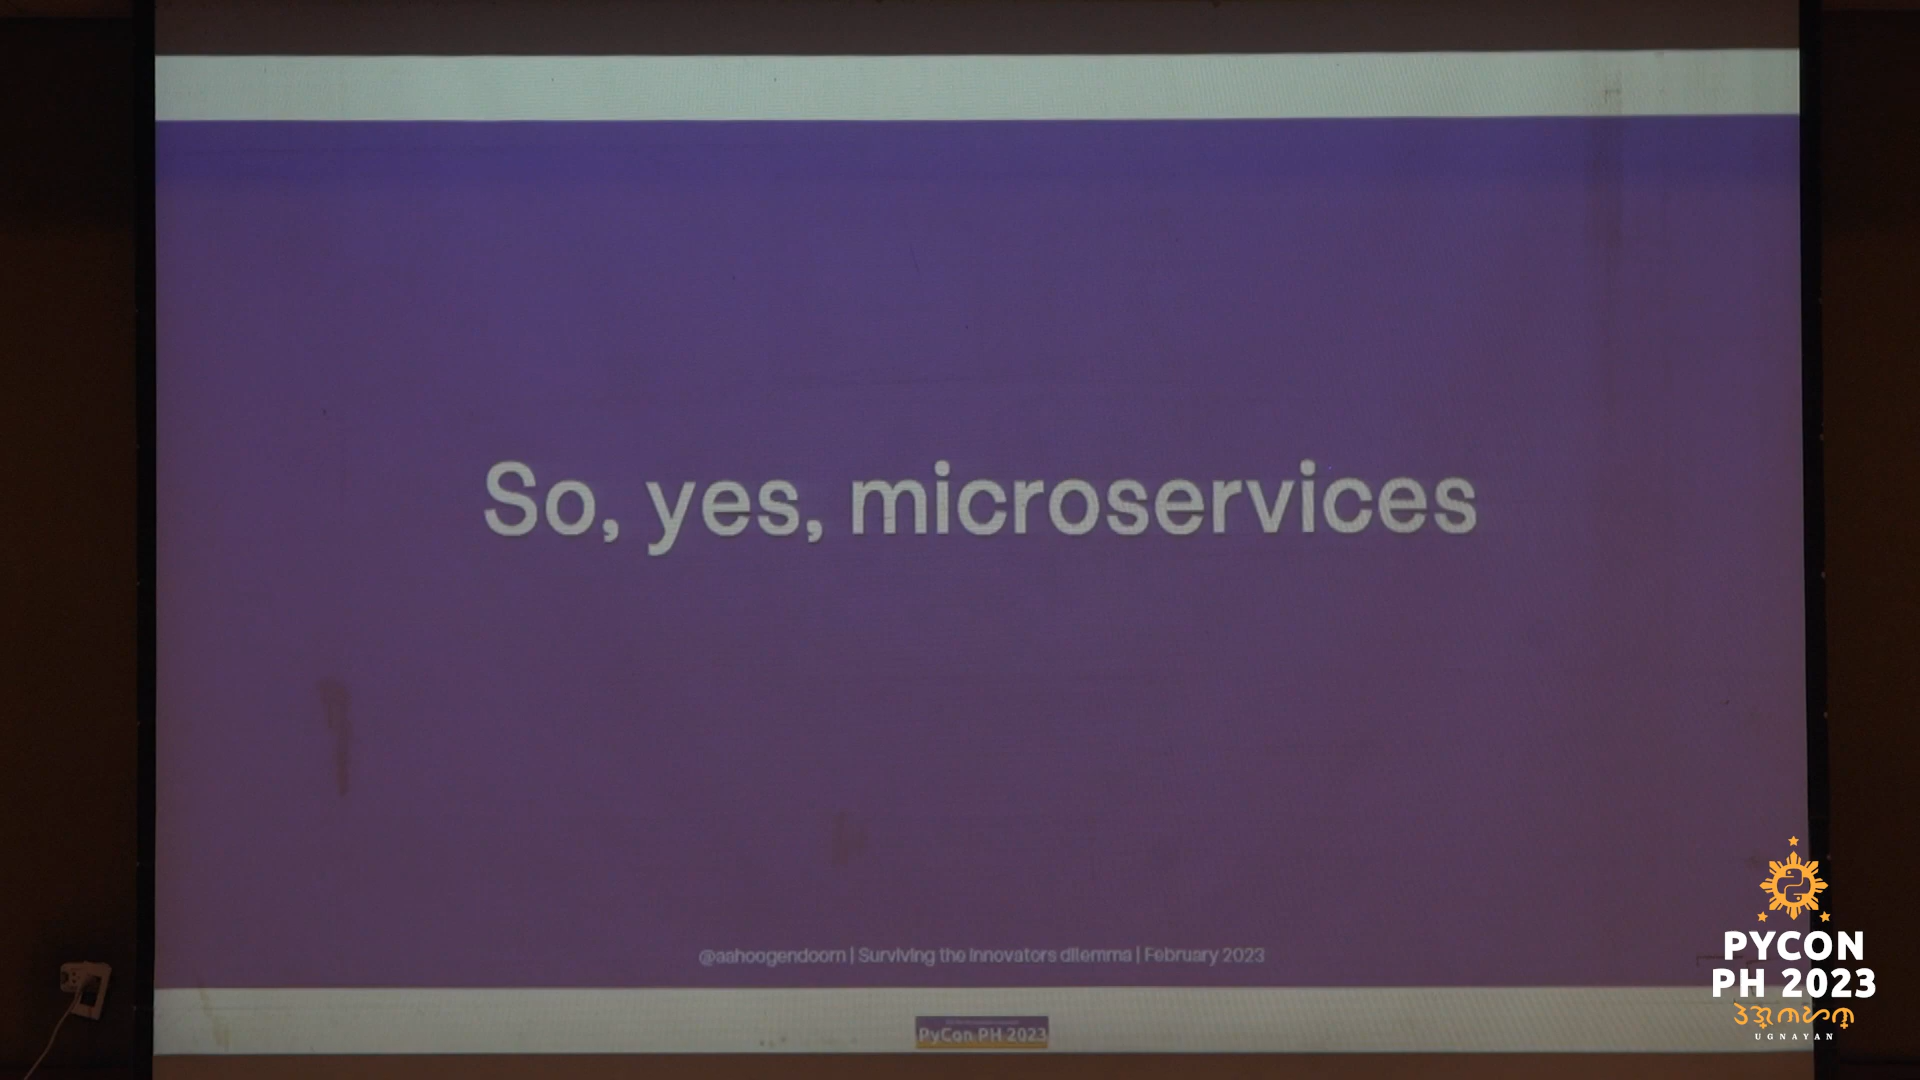 So, yes, microservices
@aahoogendoorn | Surviving the innovators dilemma | February 2023
PyCon PH 2023
PYCON
PH 2023
UGNAYAN